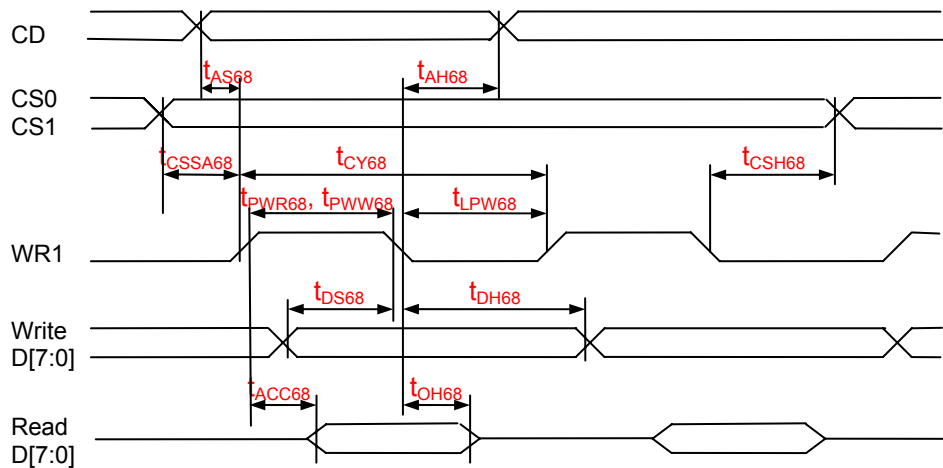 CD
tAS68 tAH68
CS0
CS1
tCSSA68 tCY68 tCSH68
tPWR68, tPWW68 tLPW68
WR1
tDS68 tDH68
Write
D[7:0]
tACC68 tOH68
Read
D[7:0]